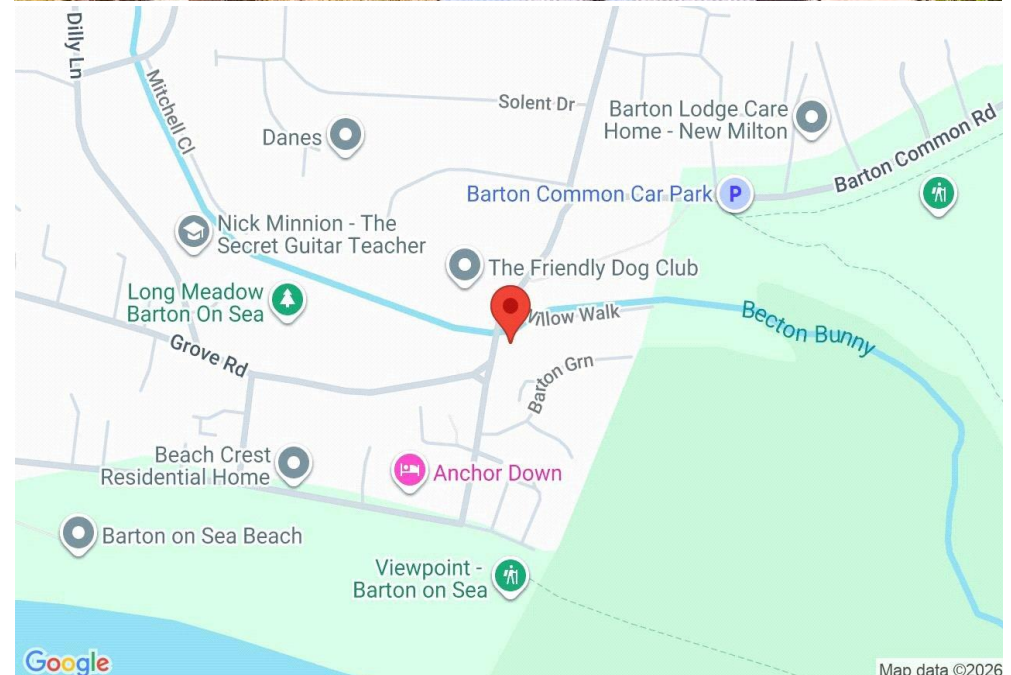 Dilly Ln
Mitchell Cl
Solent Dr
Barton Lodge Care
Home - New Milton
Danes
Barton Common Rd
Barton Common Car Park
P
Nick Minnion - The
Secret Guitar Teacher
The Friendly Dog Club
Long Meadow
Barton On Sea
Willow Walk
Becton Bunny
Grove Rd
Barton Grn
Beach Crest
Residential Home
Anchor Down
Barton on Sea Beach
Viewpoint -
Barton on Sea
Google
Map data ©2026